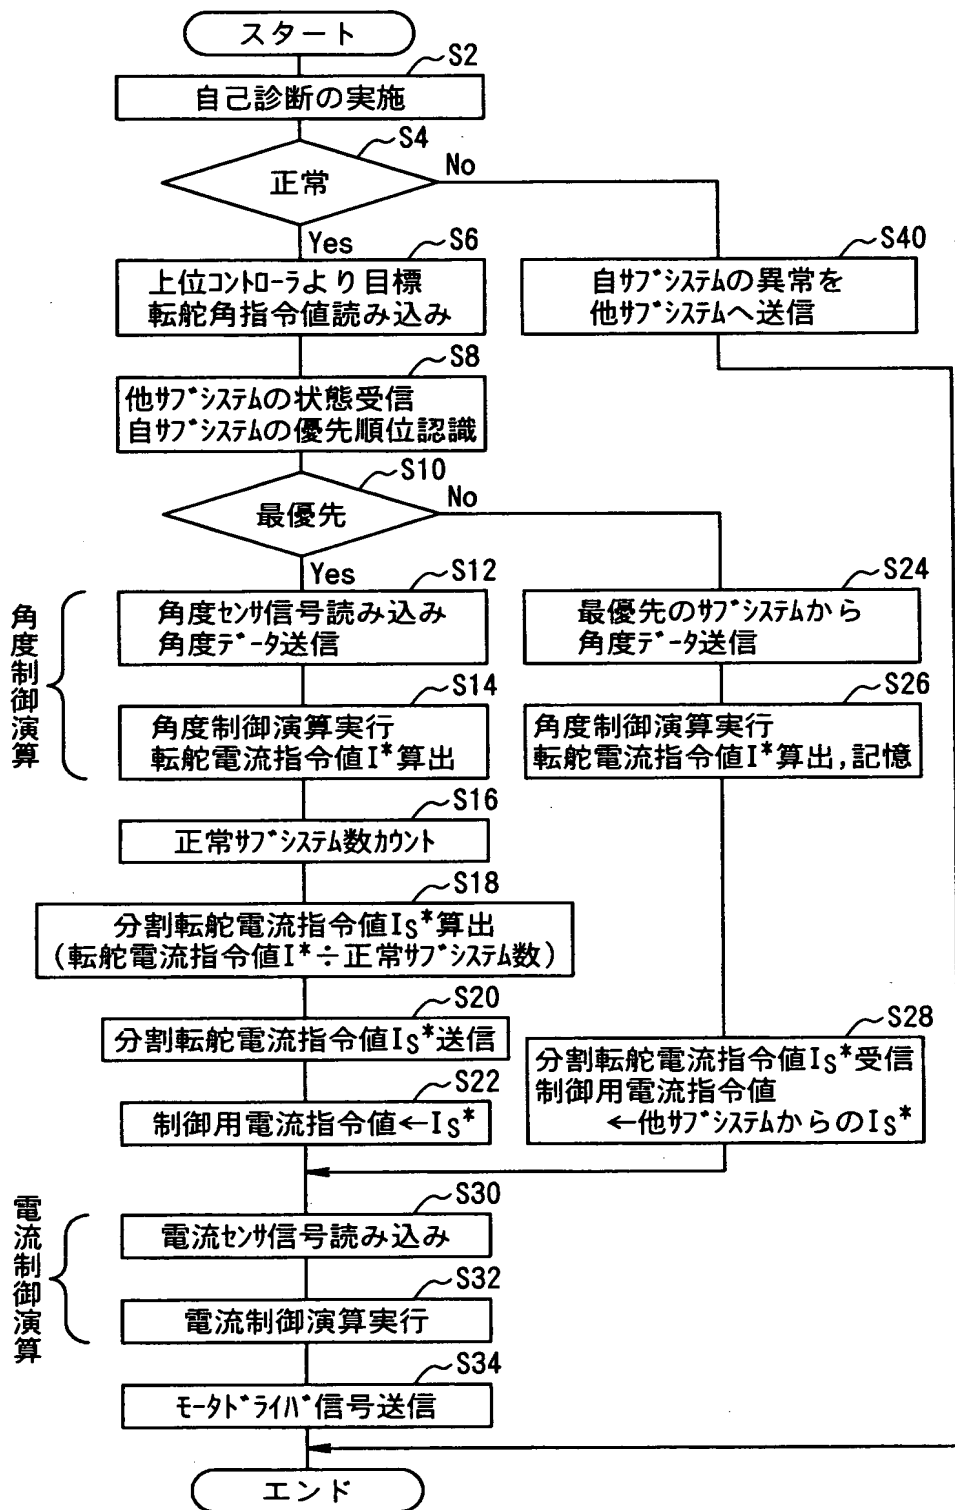 スタート
S2
自己診断の実施
S4
正常
No
Yes
S6
上位コントローラより目標
転舵角指令値読み込み
S40
自サブシステムの異常を
他サブシステムへ送信
S8
他サブシステムの状態受信
自サブシステムの優先順位認識
S10
最優先
No
Yes
角度制御演算
S12
角度センサ信号読み込み
角度データ送信
S24
最優先のサブシステムから
角度データ送信
S14
角度制御演算実行
転舵電流指令値I*算出
S26
角度制御演算実行
転舵電流指令値I*算出,記憶
S16
正常サブシステム数カウント
S18
分割転舵電流指令値Is*算出
(転舵電流指令値I*÷正常サブシステム数)
S20
分割転舵電流指令値Is*送信
S22
制御用電流指令値←Is*
S28
分割転舵電流指令値Is*受信
制御用電流指令値
←他サブシステムからのIs*
電流制御演算
S30
電流センサ信号読み込み
S32
電流制御演算実行
S34
モータドライバ信号送信
エンド